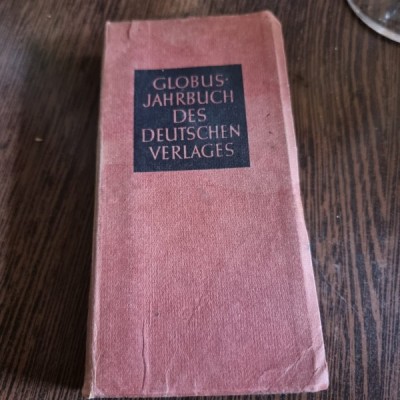 GLOBUS-
JAHRBUCH
DES
DEUTSCHEN
VERLAGES